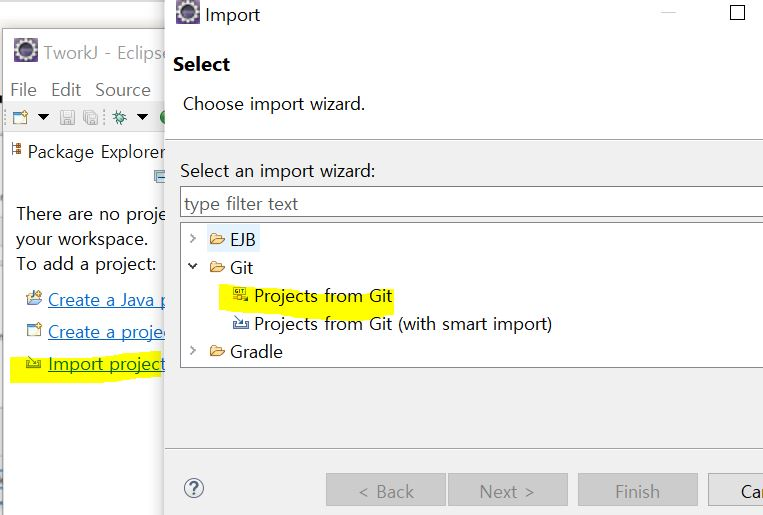 TworkJ - Eclipse
File Edit Source
Package Explorer
There are no proje
your workspace.
To add a project:
Create a Java p
Create a projec
Import project
Import
Select
Choose import wizard.
Select an import wizard:
type filter text
EJB
Git
GIT
Projects from Git
Projects from Git (with smart import)
Gradle
?
< Back
Next >
Finish
Ca